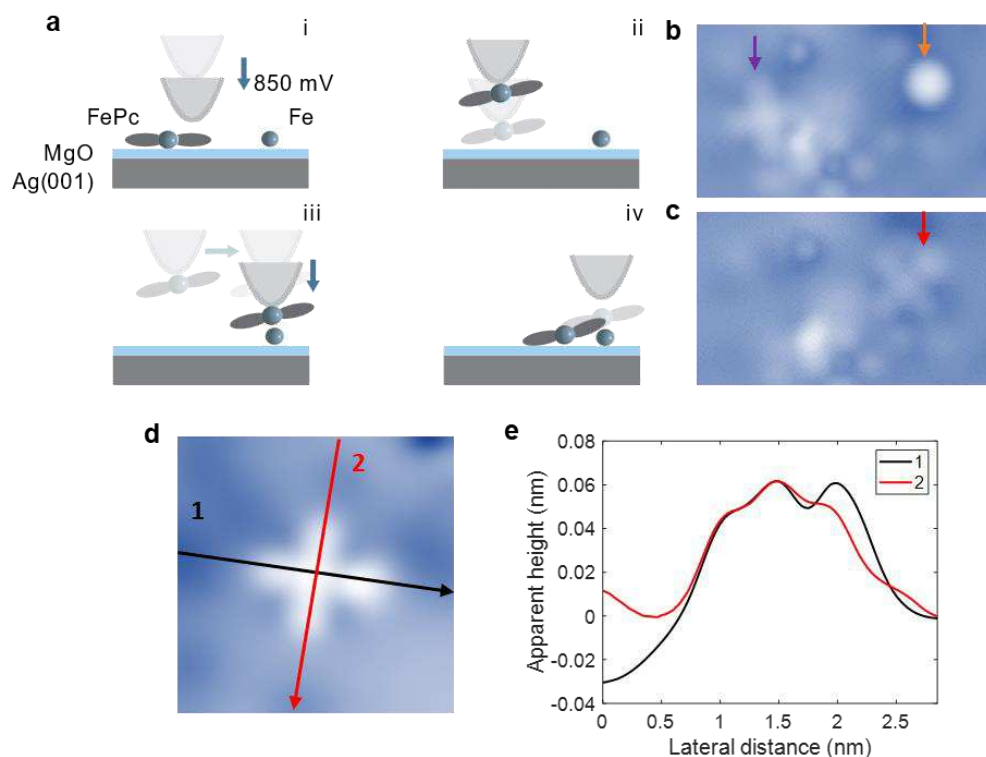 a
i
850 mV
FePc
Fe
MgO
Ag(001)
ii
iii
iv
b
c
d
1
2
e
0.08
0.06
0.04
0.02
0
-0.02
-0.04
Apparent height (nm)
1
2
0 0.5 1 1.5 2 2.5
Lateral distance (nm)